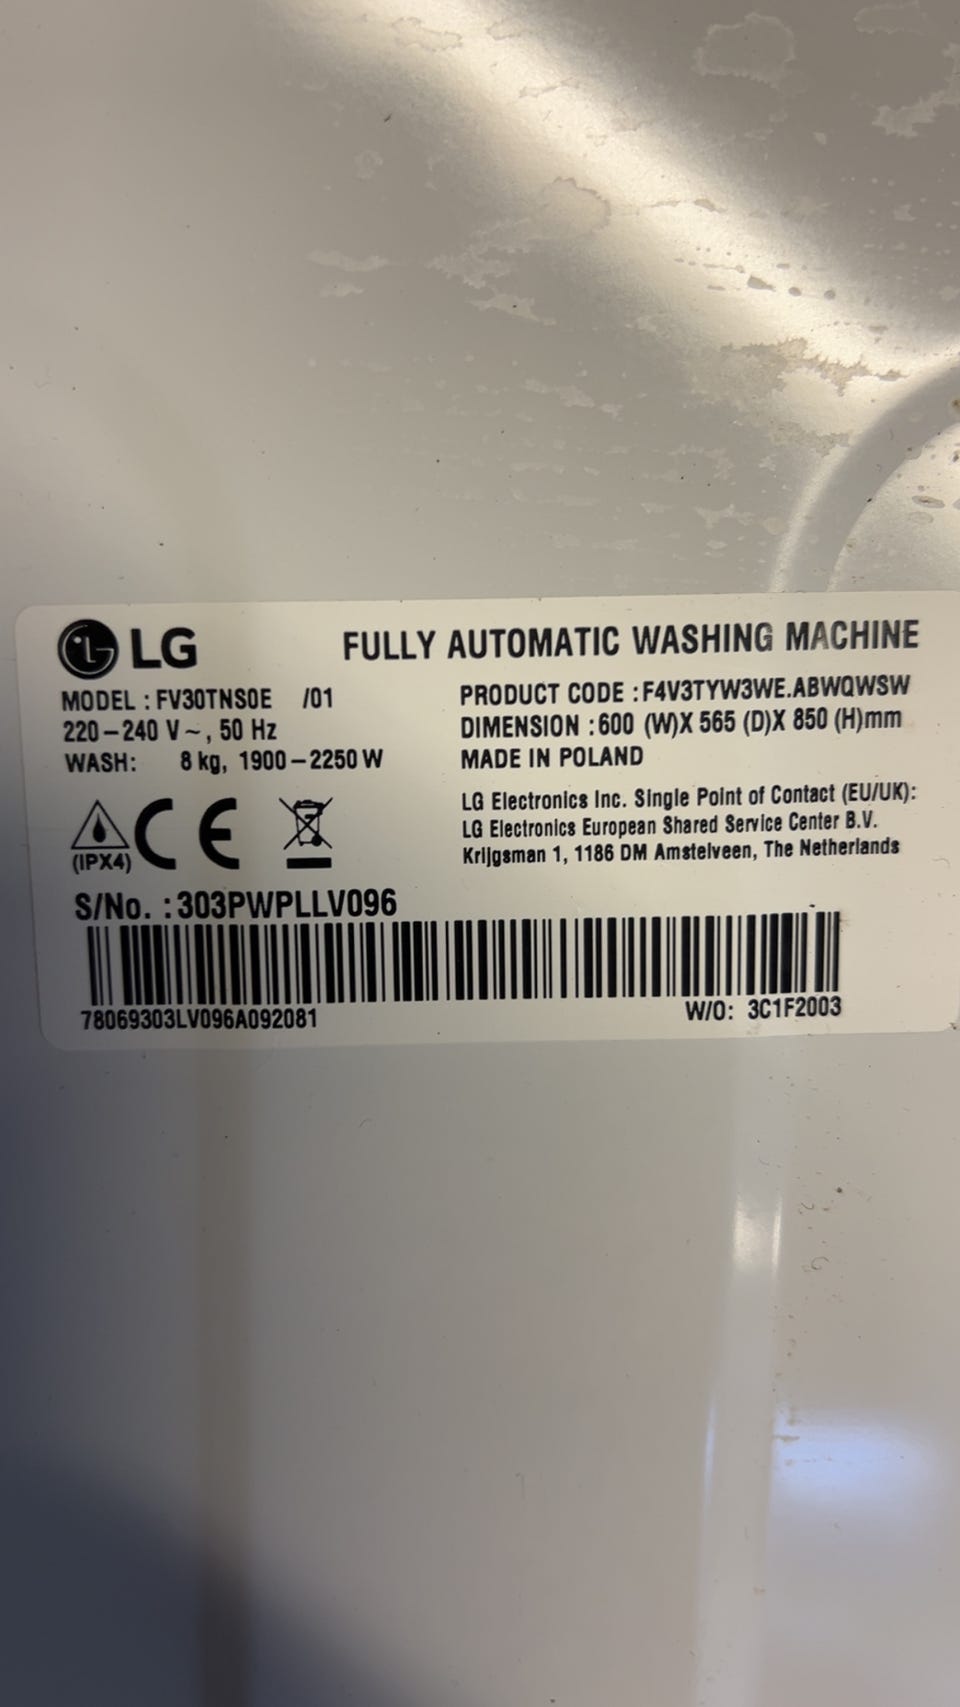 LG FULLY AUTOMATIC WASHING MACHINE
MODEL : FV30TNS0E /01
220-240 V~, 50 Hz
WASH: 8 kg, 1900-2250 W
PRODUCT CODE :F4V3TYW3WE.ABWQWSW
DIMENSION :600 (W)X 565 (D)X 850 (H)mm
MADE IN POLAND
LG Electronics Inc. Single Point of Contact (EU/UK):
LG Electronics European Shared Service Center B.V.
Krijgsman 1, 1186 DM Amstelveen, The Netherlands
CE
(IPX4)
S/No. :303PWPLLV096
78069303LV096A092081
W/O: 3C1F2003